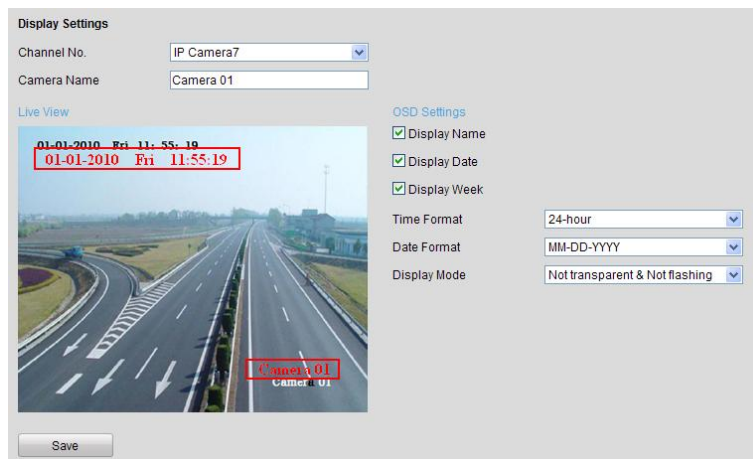 Display Settings
Channel No. IP Camera7
Camera Name Camera 01
Live View
01-01-2010 Fri 11: 55: 19
01-01-2010 Fri 11:55:19
Camera 01
Camera 01
OSD Settings
Display Name
Display Date
Display Week
Time Format 24-hour
Date Format MM-DD-YYYY
Display Mode Not transparent & Not flashing
Save